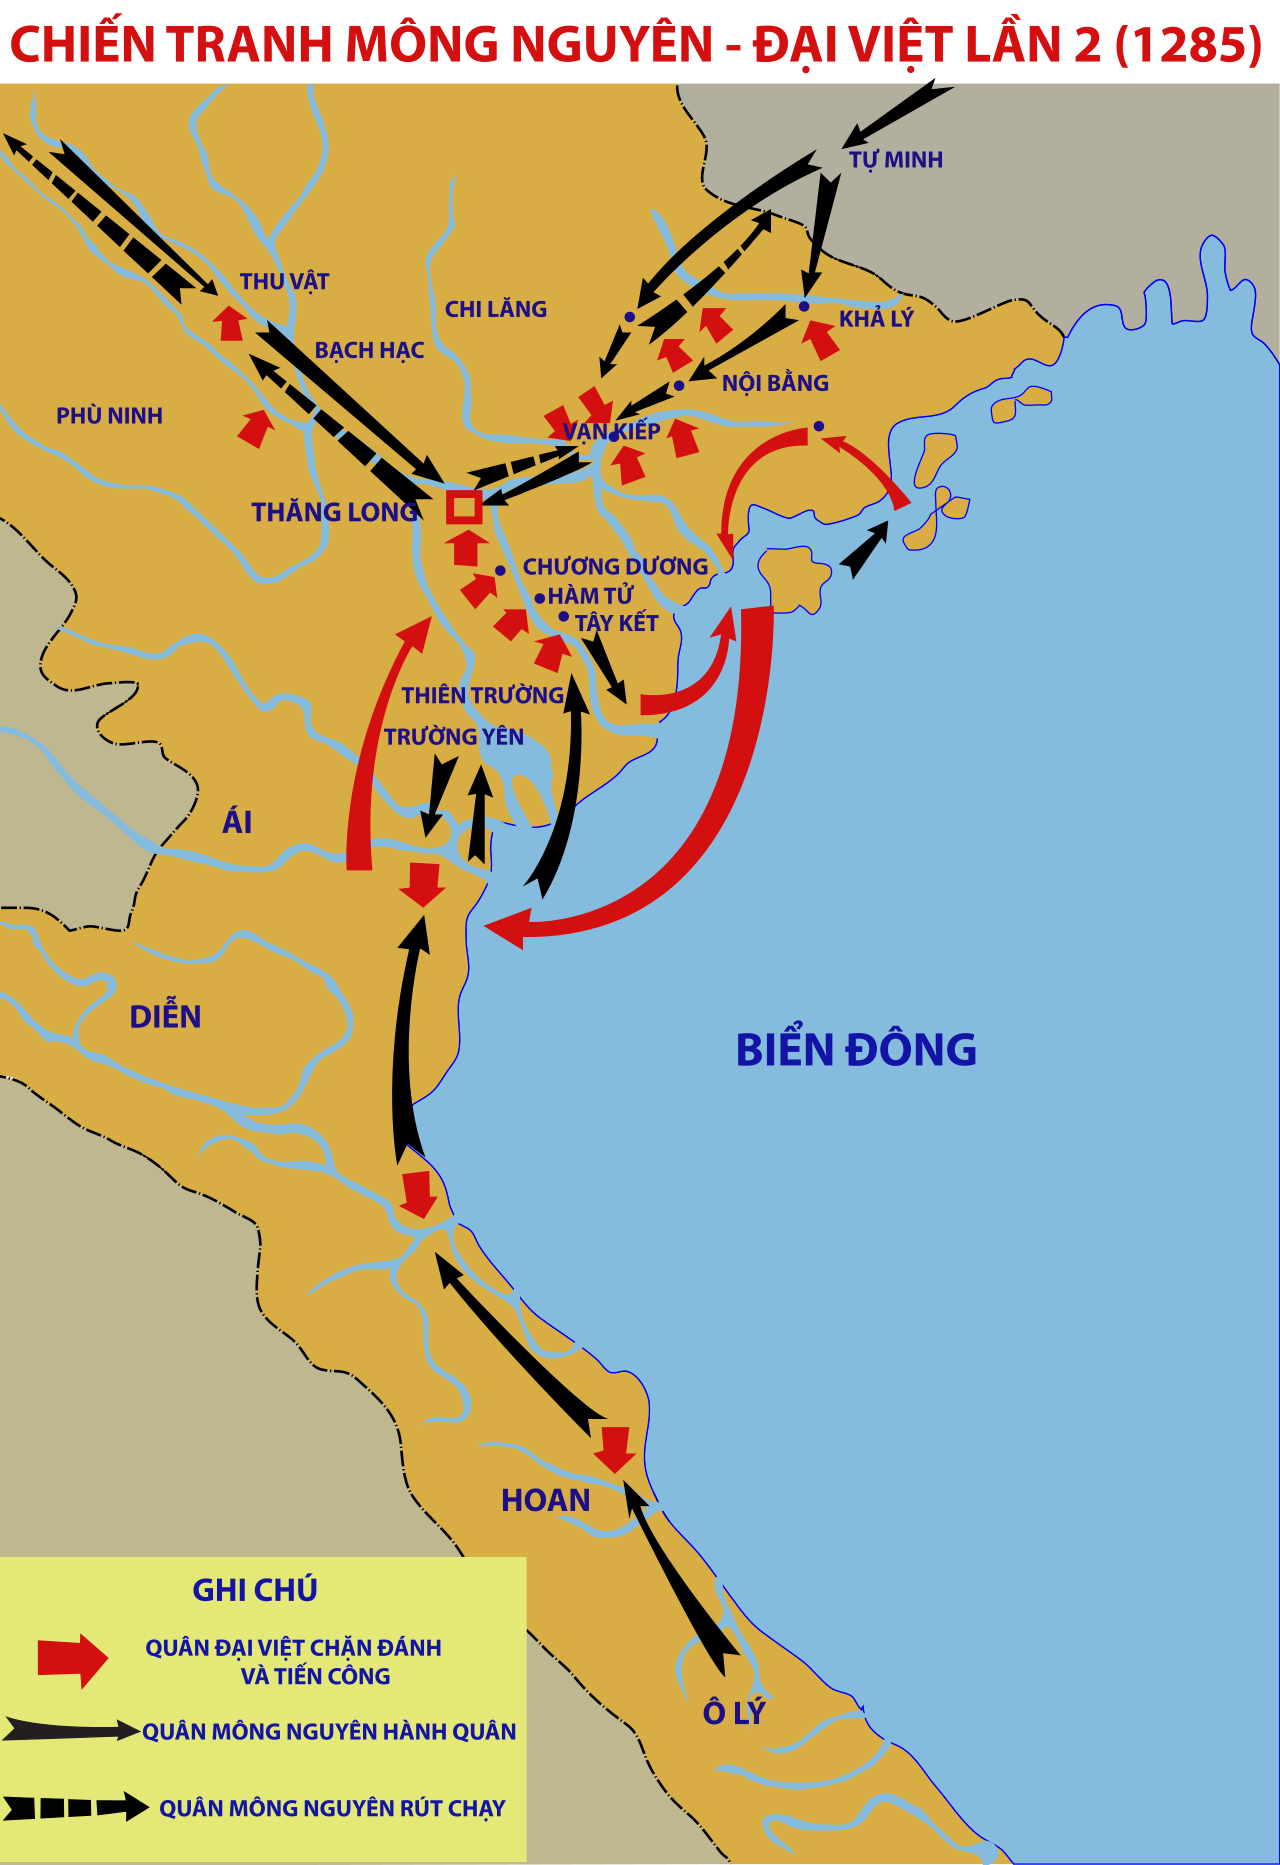 CHIẾN TRANH MÔNG NGUYÊN - ĐẠI VIỆT LẦN 2 (1285)
TỰ MINH
THU VẬT
CHI LĂNG
KHẢ LÝ
BẠCH HẠC
NỘI BẰNG
PHÙ NINH
VẠN KIẾP
THĂNG LONG
CHƯƠNG DƯƠNG
HÀM TỬ
TÂY KẾT
THIÊN TRƯỜNG
TRƯỜNG YÊN
ÁI
DIỄN
BIỂN ĐÔNG
HOAN
Ô LÝ
GHI CHÚ
QUÂN ĐẠI VIỆT CHẶN ĐÁNH
VÀ TIẾN CÔNG
QUÂN MÔNG NGUYÊN HÀNH QUÂN
QUÂN MÔNG NGUYÊN RÚT CHẠY